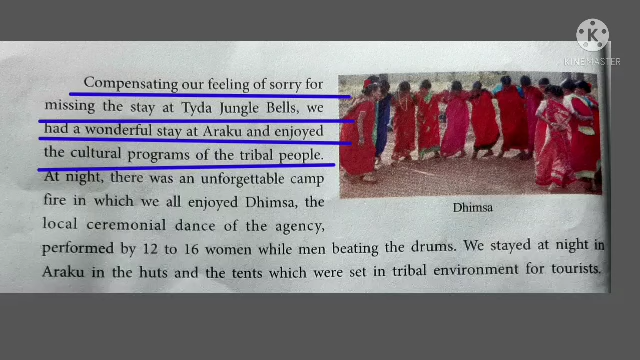 KINEMASTER
Compensating our feeling of sorry for
missing the stay at Tyda Jungle Bells, we
had a wonderful stay at Araku and enjoyed
the cultural programs of the tribal people.
At night, there was an unforgettable camp
fire in which we all enjoyed Dhimsa, the
local ceremonial dance of the agency,
Dhimsa
performed by 12 to 16 women while men beating the drums. We stayed at night in
Araku in the huts and the tents which were set in tribal environment for tourists.